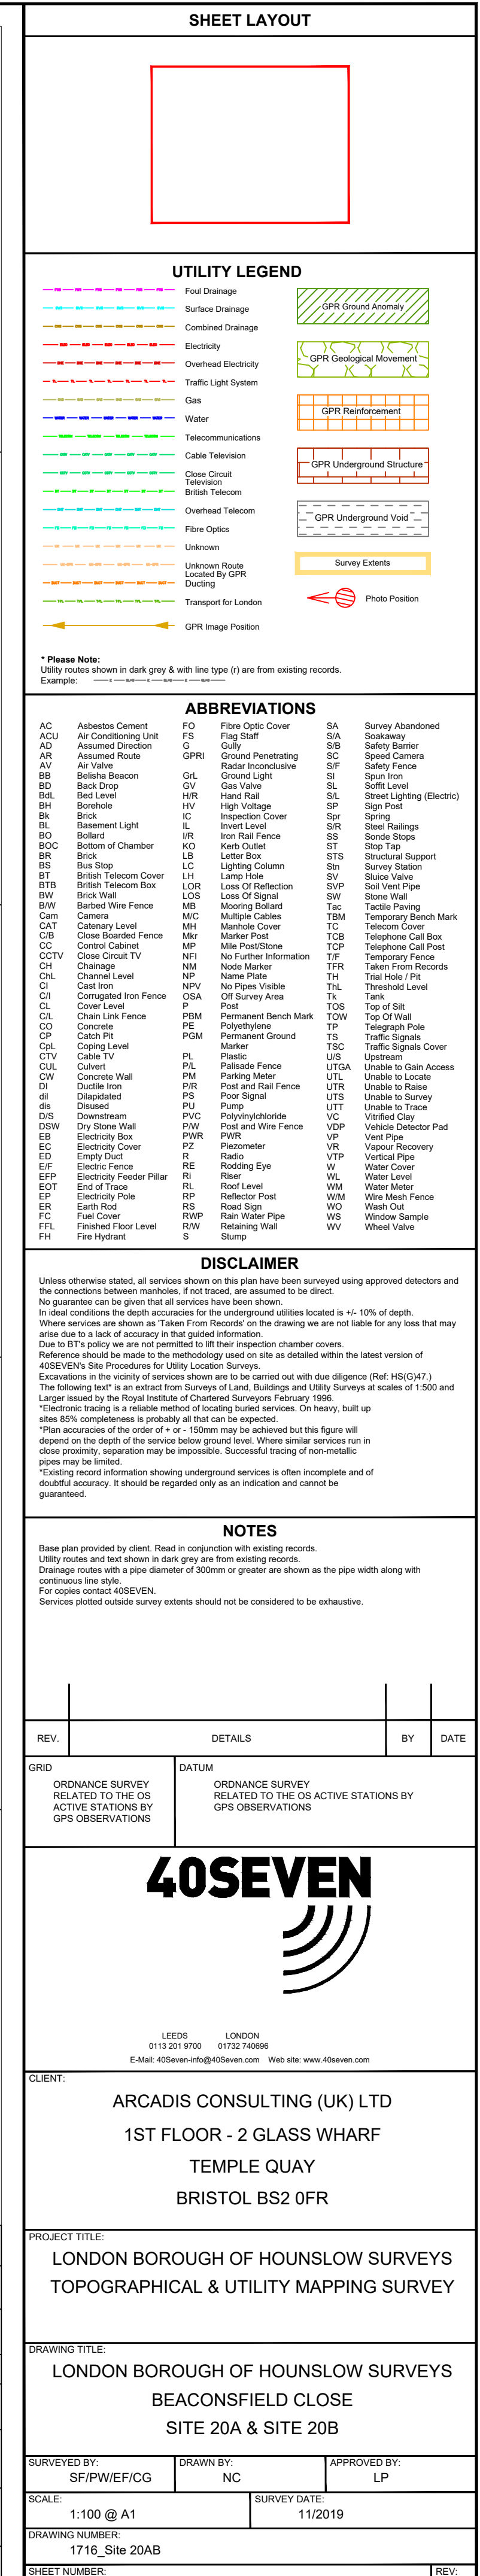 SHEET LAYOUT
UTILITY LEGEND
Foul Drainage
Surface Drainage
Combined Drainage
Electricity
Overhead Electricity
Traffic Light System
Gas
Water
Telecommunications
Cable Television
Close Circuit
Television
British Telecom
Overhead Telecom
Fibre Optics
Unknown
Unknown Route
Located By GPR
Ducting
Transport for London
GPR Image Position
GPR Ground Anomaly
GPR Geological Movement
GPR Reinforcement
GPR Underground Structure
GPR Underground Void
Survey Extents
Photo Position
* Please Note:
Utility routes shown in dark grey & with line type (r) are from existing records.
Example:
ABBREVIATIONS
AC Asbestos Cement
ACU Air Conditioning Unit
AD Assumed Direction
AR Assumed Route
AV Air Valve
BB Belisha Beacon
BD Back Drop
BdL Bed Level
BH Borehole
Bk Brick
BL Basement Light
BO Bollard
BOC Bottom of Chamber
BR Brick
BS Bus Stop
BT British Telecom Cover
BTB British Telecom Box
BW Brick Wall
B/W Barbed Wire Fence
Cam Camera
CAT Catenary Level
C/B Close Boarded Fence
CC Control Cabinet
CCTV Close Circuit TV
CH Chainage
ChL Channel Level
CI Cast Iron
C/I Corrugated Iron Fence
CL Cover Level
C/L Chain Link Fence
CO Concrete
CP Catch Pit
CpL Coping Level
CTV Cable TV
CUL Culvert
CW Concrete Wall
DI Ductile Iron
dil Dilapidated
dis Disused
D/S Downstream
DSW Dry Stone Wall
EB Electricity Box
EC Electricity Cover
ED Empty Duct
E/F Electric Fence
EFP Electricity Feeder Pillar
EOT End of Trace
EP Electricity Pole
ER Earth Rod
FC Fuel Cover
FFL Finished Floor Level
FH Fire Hydrant
FO Fibre Optic Cover
FS Flag Staff
G Gully
GPRI Ground Penetrating
Radar Inconclusive
GrL Ground Light
GV Gas Valve
H/R Hand Rail
HV High Voltage
IC Inspection Cover
IL Invert Level
I/R Iron Rail Fence
KO Kerb Outlet
LB Letter Box
LC Lighting Column
LH Lamp Hole
LOR Loss Of Reflection
LOS Loss Of Signal
MB Mooring Bollard
M/C Multiple Cables
MH Manhole Cover
Mkr Marker Post
MP Mile Post/Stone
NFI No Further Information
NM Node Marker
NP Name Plate
NPV No Pipes Visible
OSA Off Survey Area
P Post
PBM Permanent Bench Mark
PE Polyethylene
PGM Permanent Ground
Marker
PL Plastic
P/L Palisade Fence
PM Parking Meter
P/R Post and Rail Fence
PS Poor Signal
PU Pump
PVC Polyvinylchloride
P/W Post and Wire Fence
PWR PWR
PZ Piezometer
R Radio
RE Rodding Eye
Ri Riser
RL Roof Level
RP Reflector Post
RS Road Sign
RWP Rain Water Pipe
R/W Retaining Wall
S Stump
SA Survey Abandoned
S/A Soakaway
S/B Safety Barrier
SC Speed Camera
S/F Safety Fence
SI Spun Iron
SL Soffit Level
S/L Street Lighting (Electric)
SP Sign Post
Spr Spring
S/R Steel Railings
SS Sonde Stops
ST Stop Tap
STS Structural Support
Stn Survey Station
SV Sluice Valve
SVP Soil Vent Pipe
SW Stone Wall
Tac Tactile Paving
TBM Temporary Bench Mark
TC Telecom Cover
TCB Telephone Call Box
TCP Telephone Call Post
T/F Temporary Fence
TFR Taken From Records
TH Trial Hole / Pit
ThL Threshold Level
Tk Tank
TOS Top of Silt
TOW Top Of Wall
TP Telegraph Pole
TS Traffic Signals
TSC Traffic Signals Cover
U/S Upstream
UTGA Unable to Gain Access
UTL Unable to Locate
UTR Unable to Raise
UTS Unable to Survey
UTT Unable to Trace
VC Vitrified Clay
VDP Vehicle Detector Pad
VP Vent Pipe
VR Vapour Recovery
VTP Vertical Pipe
W Water Cover
WL Water Level
WM Water Meter
W/M Wire Mesh Fence
WO Wash Out
WS Window Sample
WV Wheel Valve
DISCLAIMER
Unless otherwise stated, all services shown on this plan have been surveyed using approved detectors and
the connections between manholes, if not traced, are assumed to be direct.
No guarantee can be given that all services have been shown.
In ideal conditions the depth accuracies for the underground utilities located is +/- 10% of depth.
Where services are shown as 'Taken From Records' on the drawing we are not liable for any loss that may
arise due to a lack of accuracy in that guided information.
Due to BT's policy we are not permitted to lift their inspection chamber covers.
Reference should be made to the methodology used on site as detailed within the latest version of
40SEVEN's Site Procedures for Utility Location Surveys.
Excavations in the vicinity of services shown are to be carried out with due diligence (Ref: HS(G)47.)
The following text* is an extract from Surveys of Land, Buildings and Utility Surveys at scales of 1:500 and
Larger issued by the Royal Institute of Chartered Surveyors February 1996.
*Electronic tracing is a reliable method of locating buried services. On heavy, built up
sites 85% completeness is probably all that can be expected.
*Plan accuracies of the order of + or - 150mm may be achieved but this figure will
depend on the depth of the service below ground level. Where similar services run in
close proximity, separation may be impossible. Successful tracing of non-metallic
pipes may be limited.
*Existing record information showing underground services is often incomplete and of
doubtful accuracy. It should be regarded only as an indication and cannot be
guaranteed.
NOTES
Base plan provided by client. Read in conjunction with existing records.
Utility routes and text shown in dark grey are from existing records.
Drainage routes with a pipe diameter of 300mm or greater are shown as the pipe width along with
continuous line style.
For copies contact 40SEVEN.
Services plotted outside survey extents should not be considered to be exhaustive.
REV. DETAILS BY DATE
GRID
ORDNANCE SURVEY
RELATED TO THE OS
ACTIVE STATIONS BY
GPS OBSERVATIONS
DATUM
ORDNANCE SURVEY
RELATED TO THE OS ACTIVE STATIONS BY
GPS OBSERVATIONS
40SEVEN
LEEDS LONDON
0113 201 9700 01732 740696
E-Mail: 40Seven-info@40Seven.com Web site: www.40seven.com
CLIENT:
ARCADIS CONSULTING (UK) LTD
1ST FLOOR - 2 GLASS WHARF
TEMPLE QUAY
BRISTOL BS2 0FR
PROJECT TITLE:
LONDON BOROUGH OF HOUNSLOW SURVEYS
TOPOGRAPHICAL & UTILITY MAPPING SURVEY
DRAWING TITLE:
LONDON BOROUGH OF HOUNSLOW SURVEYS
BEACONSFIELD CLOSE
SITE 20A & SITE 20B
SURVEYED BY: DRAWN BY: APPROVED BY:
SF/PW/EF/CG NC LP
SCALE: SURVEY DATE:
1:100 @ A1 11/2019
DRAWING NUMBER:
1716_Site 20AB
SHEET NUMBER: REV: